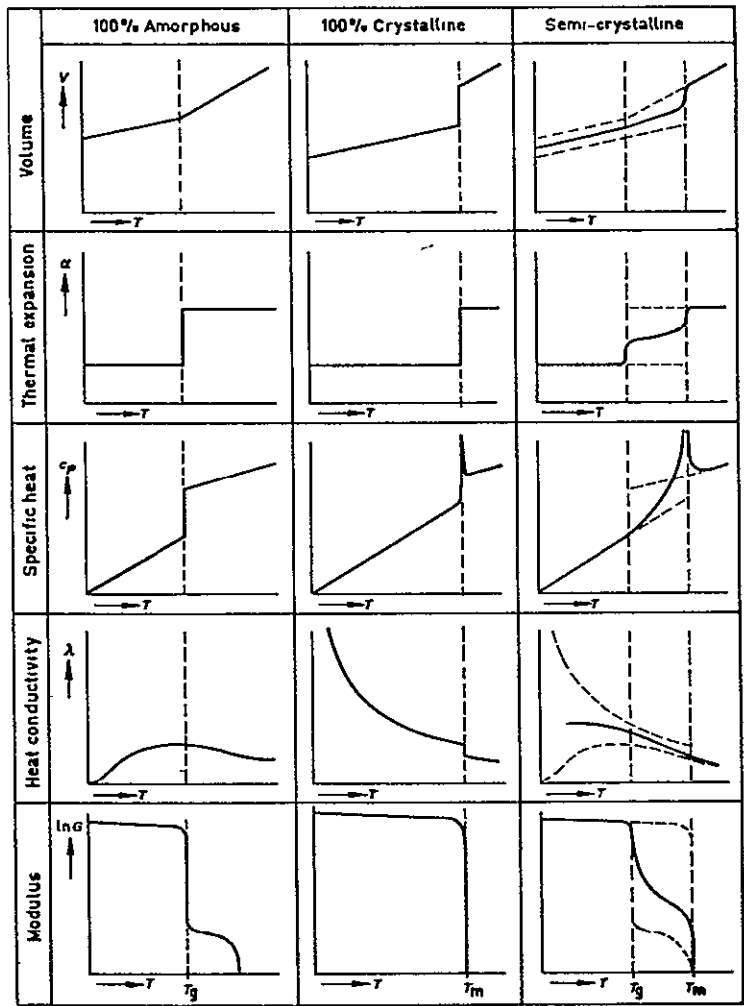 100% Amorphous 100% Crystalline Semi-crystalline
Volume
V
T
T
T
Thermal expansion
α
T
T
T
Specific heat
cp
T
T
T
Heat conductivity
λ
T
T
T
Modulus
ln G
T
Tg
T
Tm
T
Tg
Tm